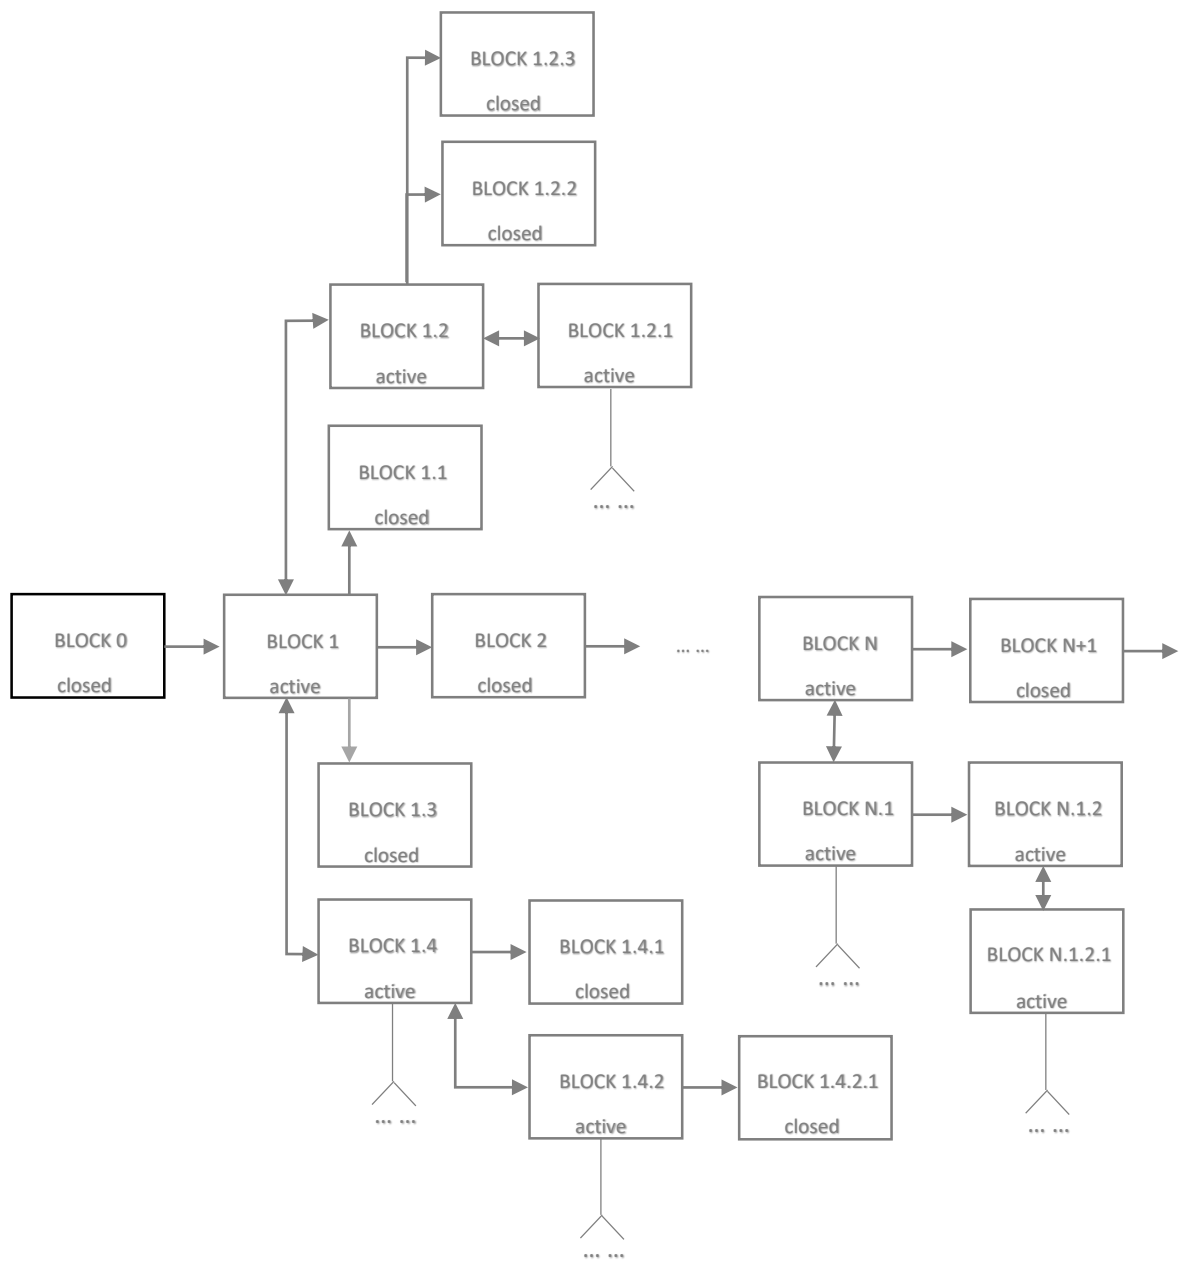 BLOCK 1.2.3
closed
BLOCK 1.2.2
closed
BLOCK 1.2
active
BLOCK 1.2.1
active
... ...
BLOCK 1.1
closed
BLOCK 0
closed
BLOCK 1
active
BLOCK 2
closed
... ...
BLOCK N
active
BLOCK N+1
closed
BLOCK 1.3
closed
BLOCK N.1
active
... ...
BLOCK N.1.2
active
BLOCK N.1.2.1
active
... ...
BLOCK 1.4
active
... ...
BLOCK 1.4.1
closed
BLOCK 1.4.2
active
... ...
BLOCK 1.4.2.1
closed